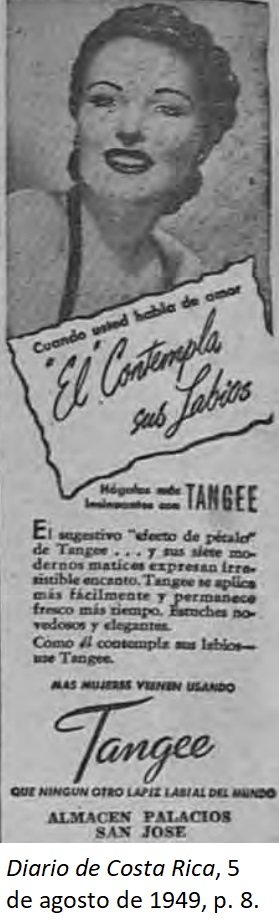 Cuando usted habla de amor
"El" Contempla
sus Labios
Hágalos más
insinuantes con TANGEE
El sugestivo "efecto de pétalo"
de Tangee . . . y sus siete mo-
dernos matices expresan irre-
sistible encanto. Tangee se aplica
más fácilmente y permanece
fresco más tiempo. Estuches no-
vedosos y elegantes.
Como él contempla sus labios—
use Tangee.
MAS MUJERES VIENEN USANDO
Tangee
QUE NINGUN OTRO LAPIZ LABIAL DEL MUNDO
ALMACEN PALACIOS
SAN JOSE
Diario de Costa Rica, 5
de agosto de 1949, p. 8.